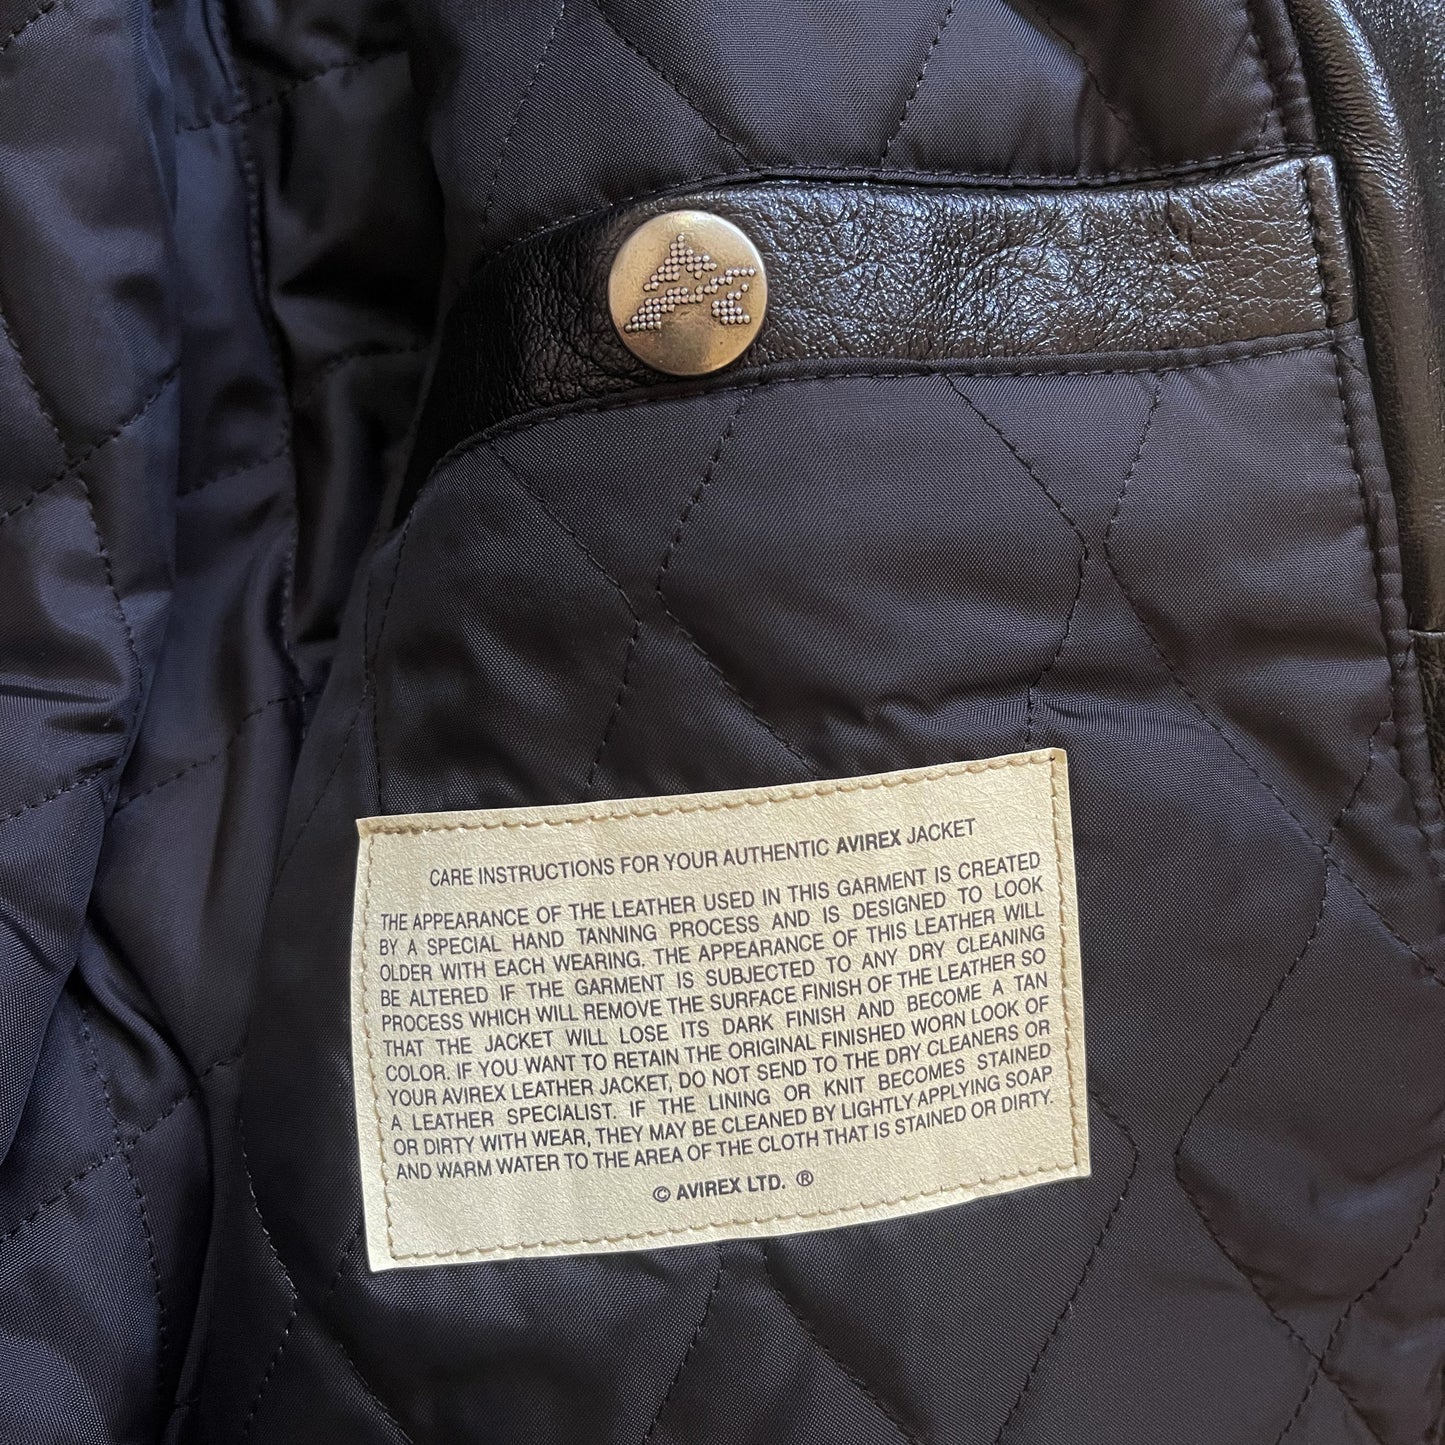 CARE INSTRUCTIONS FOR YOUR AUTHENTIC AVIREX JACKET
THE APPEARANCE OF THE LEATHER USED IN THIS GARMENT IS CREATED
BY A SPECIAL HAND TANNING PROCESS AND IS DESIGNED TO LOOK
OLDER WITH EACH WEARING. THE APPEARANCE OF THIS LEATHER WILL
BE ALTERED IF THE GARMENT IS SUBJECTED TO ANY DRY CLEANING
PROCESS WHICH WILL REMOVE THE SURFACE FINISH OF THE LEATHER SO
THAT THE JACKET WILL LOSE ITS DARK FINISH AND BECOME A TAN
COLOR. IF YOU WANT TO RETAIN THE ORIGINAL FINISHED WORN LOOK OF
YOUR AVIREX LEATHER JACKET, DO NOT SEND TO THE DRY CLEANERS OR
A LEATHER SPECIALIST. IF THE LINING OR KNIT BECOMES STAINED
OR DIRTY WITH WEAR, THEY MAY BE CLEANED BY LIGHTLY APPLYING SOAP
AND WARM WATER TO THE AREA OF THE CLOTH THAT IS STAINED OR DIRTY.
© AVIREX LTD. ®